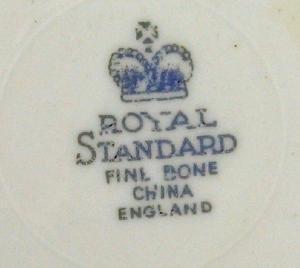 ROYAL
STANDARD
FINE BONE
CHINA
ENGLAND